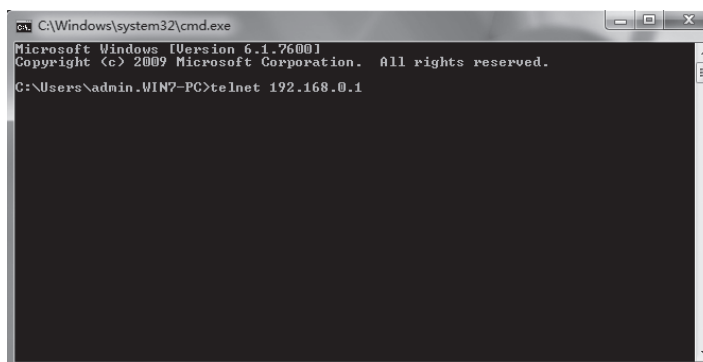 C:\Windows\system32\cmd.exe
Microsoft Windows [Version 6.1.7600]
Copyright (c) 2009 Microsoft Corporation. All rights reserved.
C:\Users\admin.WIN7-PC>telnet 192.168.0.1